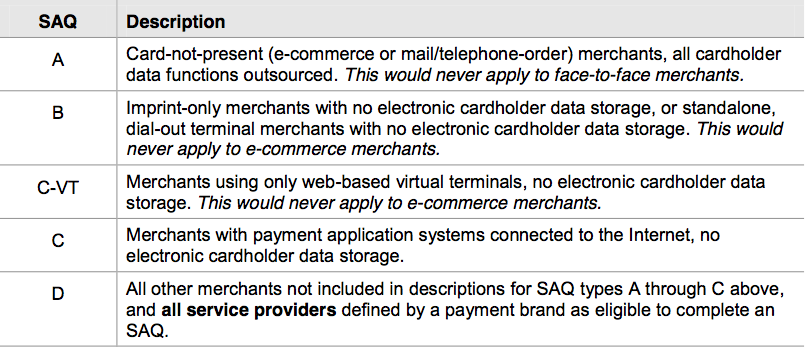 SAQ Description
A
Card-not-present (e-commerce or mail/telephone-order) merchants, all cardholder
data functions outsourced. This would never apply to face-to-face merchants.
B
Imprint-only merchants with no electronic cardholder data storage, or standalone,
dial-out terminal merchants with no electronic cardholder data storage. This would
never apply to e-commerce merchants.
C-VT
Merchants using only web-based virtual terminals, no electronic cardholder data
storage. This would never apply to e-commerce merchants.
C
Merchants with payment application systems connected to the Internet, no
electronic cardholder data storage.
D
All other merchants not included in descriptions for SAQ types A through C above,
and all service providers defined by a payment brand as eligible to complete an
SAQ.